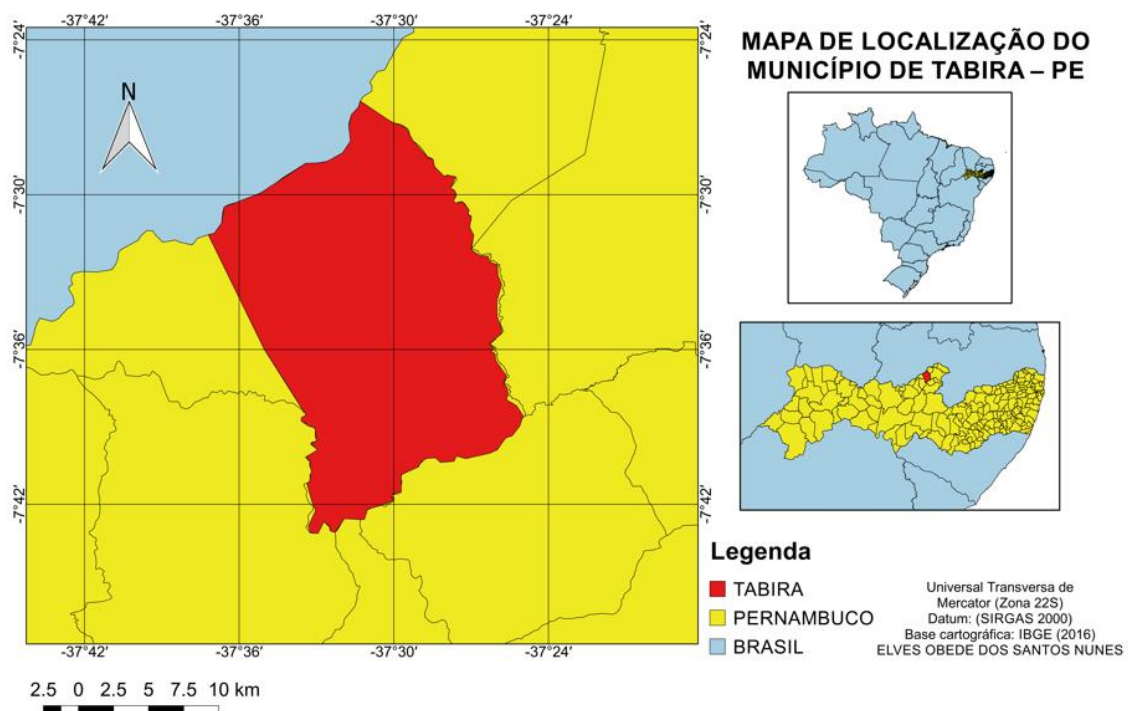 -37°42'
-37°36'
-37°30'
-37°24'
-7°24'
-7°24'
N
-7°30'
-7°30'
-7°36'
-7°36'
-7°42'
-7°42'
-37°42'
-37°36'
-37°30'
-37°24'
2.5 0 2.5 5 7.5 10 km
MAPA DE LOCALIZAÇÃO DO
MUNICÍPIO DE TABIRA – PE
Legenda
TABIRA
PERNAMBUCO
BRASIL
Universal Transversa de
Mercator (Zona 22S)
Datum: (SIRGAS 2000)
Base cartográfica: IBGE (2016)
ELVES OBEDE DOS SANTOS NUNES